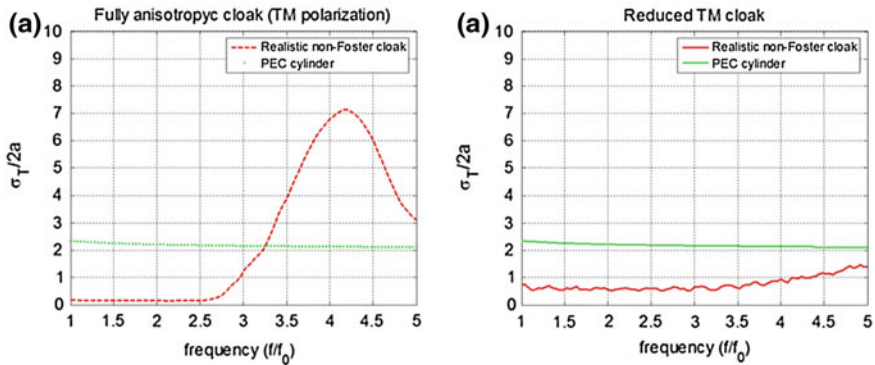 (a)
Fully anisotropyc cloak (TM polarization)
10
9
8
7
6
5
4
3
2
1
0
σT/2a
Realistic non-Foster cloak
PEC cylinder
1 1.5 2 2.5 3 3.5 4 4.5 5
frequency (f/f0)
(a)
Reduced TM cloak
10
9
8
7
6
5
4
3
2
1
0
σT/2a
Realistic non-Foster cloak
PEC cylinder
1 1.5 2 2.5 3 3.5 4 4.5 5
frequency (f/f0)